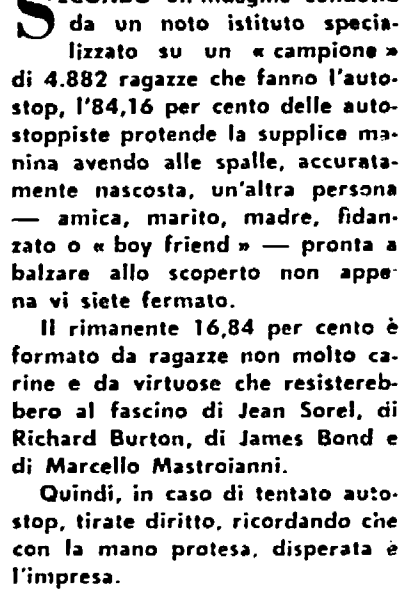 da un noto istituto specia-
lizzato su un « campione »
di 4.882 ragazze che fanno l'auto-
stop, l'84,16 per cento delle auto-
stoppiste protende la supplice ma-
nina avendo alle spalle, accurata-
mente nascosta, un'altra persona
— amica, marito, madre, fidan-
zato o « boy friend » — pronta a
balzare allo scoperto non appe-
na vi siete fermato.
Il rimanente 16,84 per cento è
formato da ragazze non molto ca-
rine e da virtuose che resistereb-
bero al fascino di Jean Sorel, di
Richard Burton, di James Bond e
di Marcello Mastroianni.
Quindi, in caso di tentato auto-
stop, tirate diritto, ricordando che
con la mano protesa, disperata è
l'impresa.